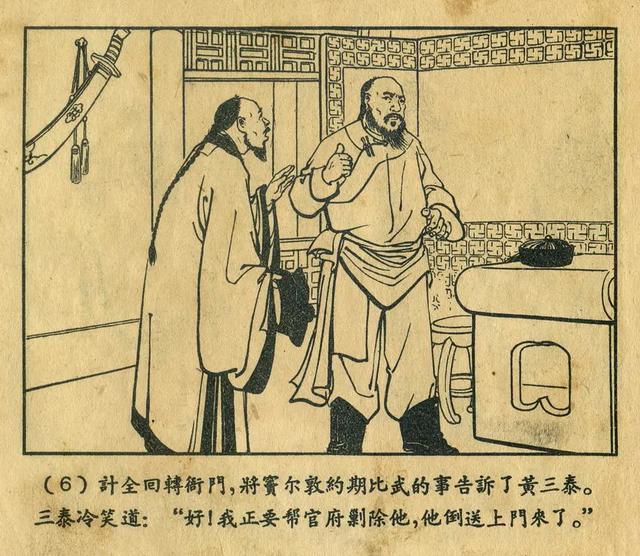 (6) 計全回轉衙門，將竇尔敦約期比武的事告訴了黃三泰。
三泰冷笑道：“好！我正要帮官府剿除他，他倒送上門來了。”